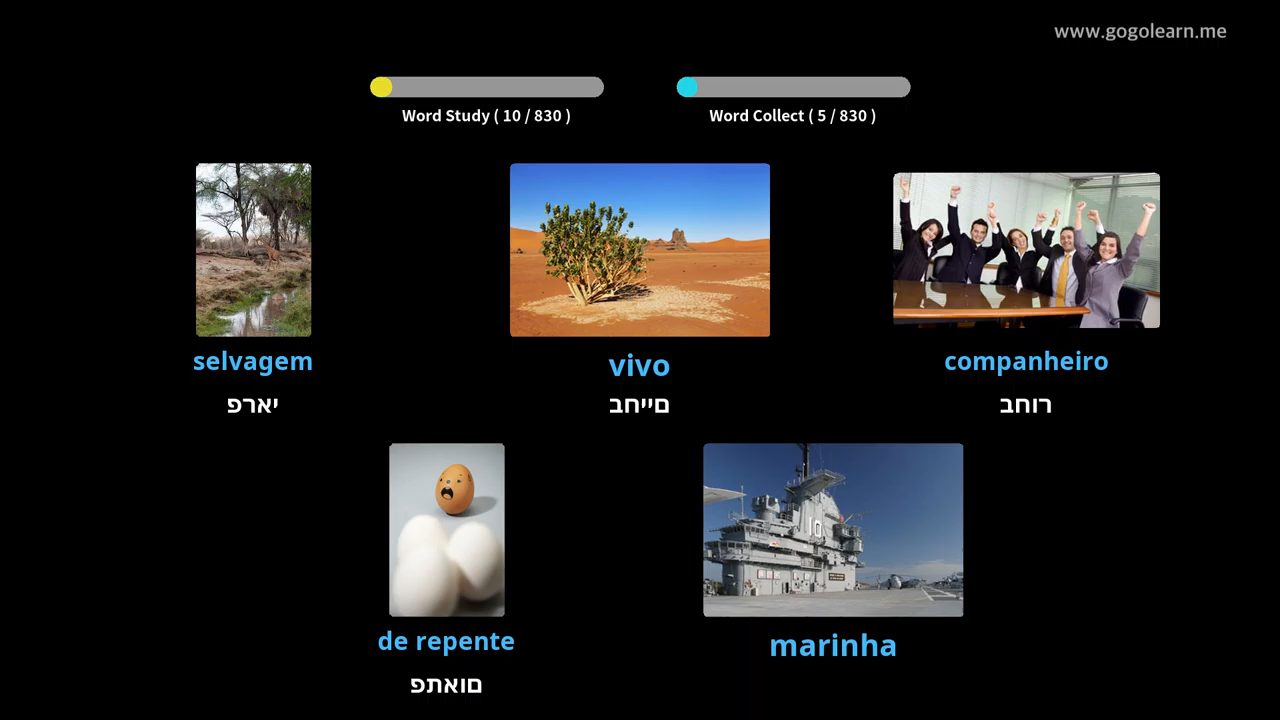 www.gogolearn.me
Word Study ( 10 / 830 )
Word Collect ( 5 / 830 )
selvagem
יארפ
vivo
םייחב
companheiro
רוחב
de repente
םואתפ
marinha
10